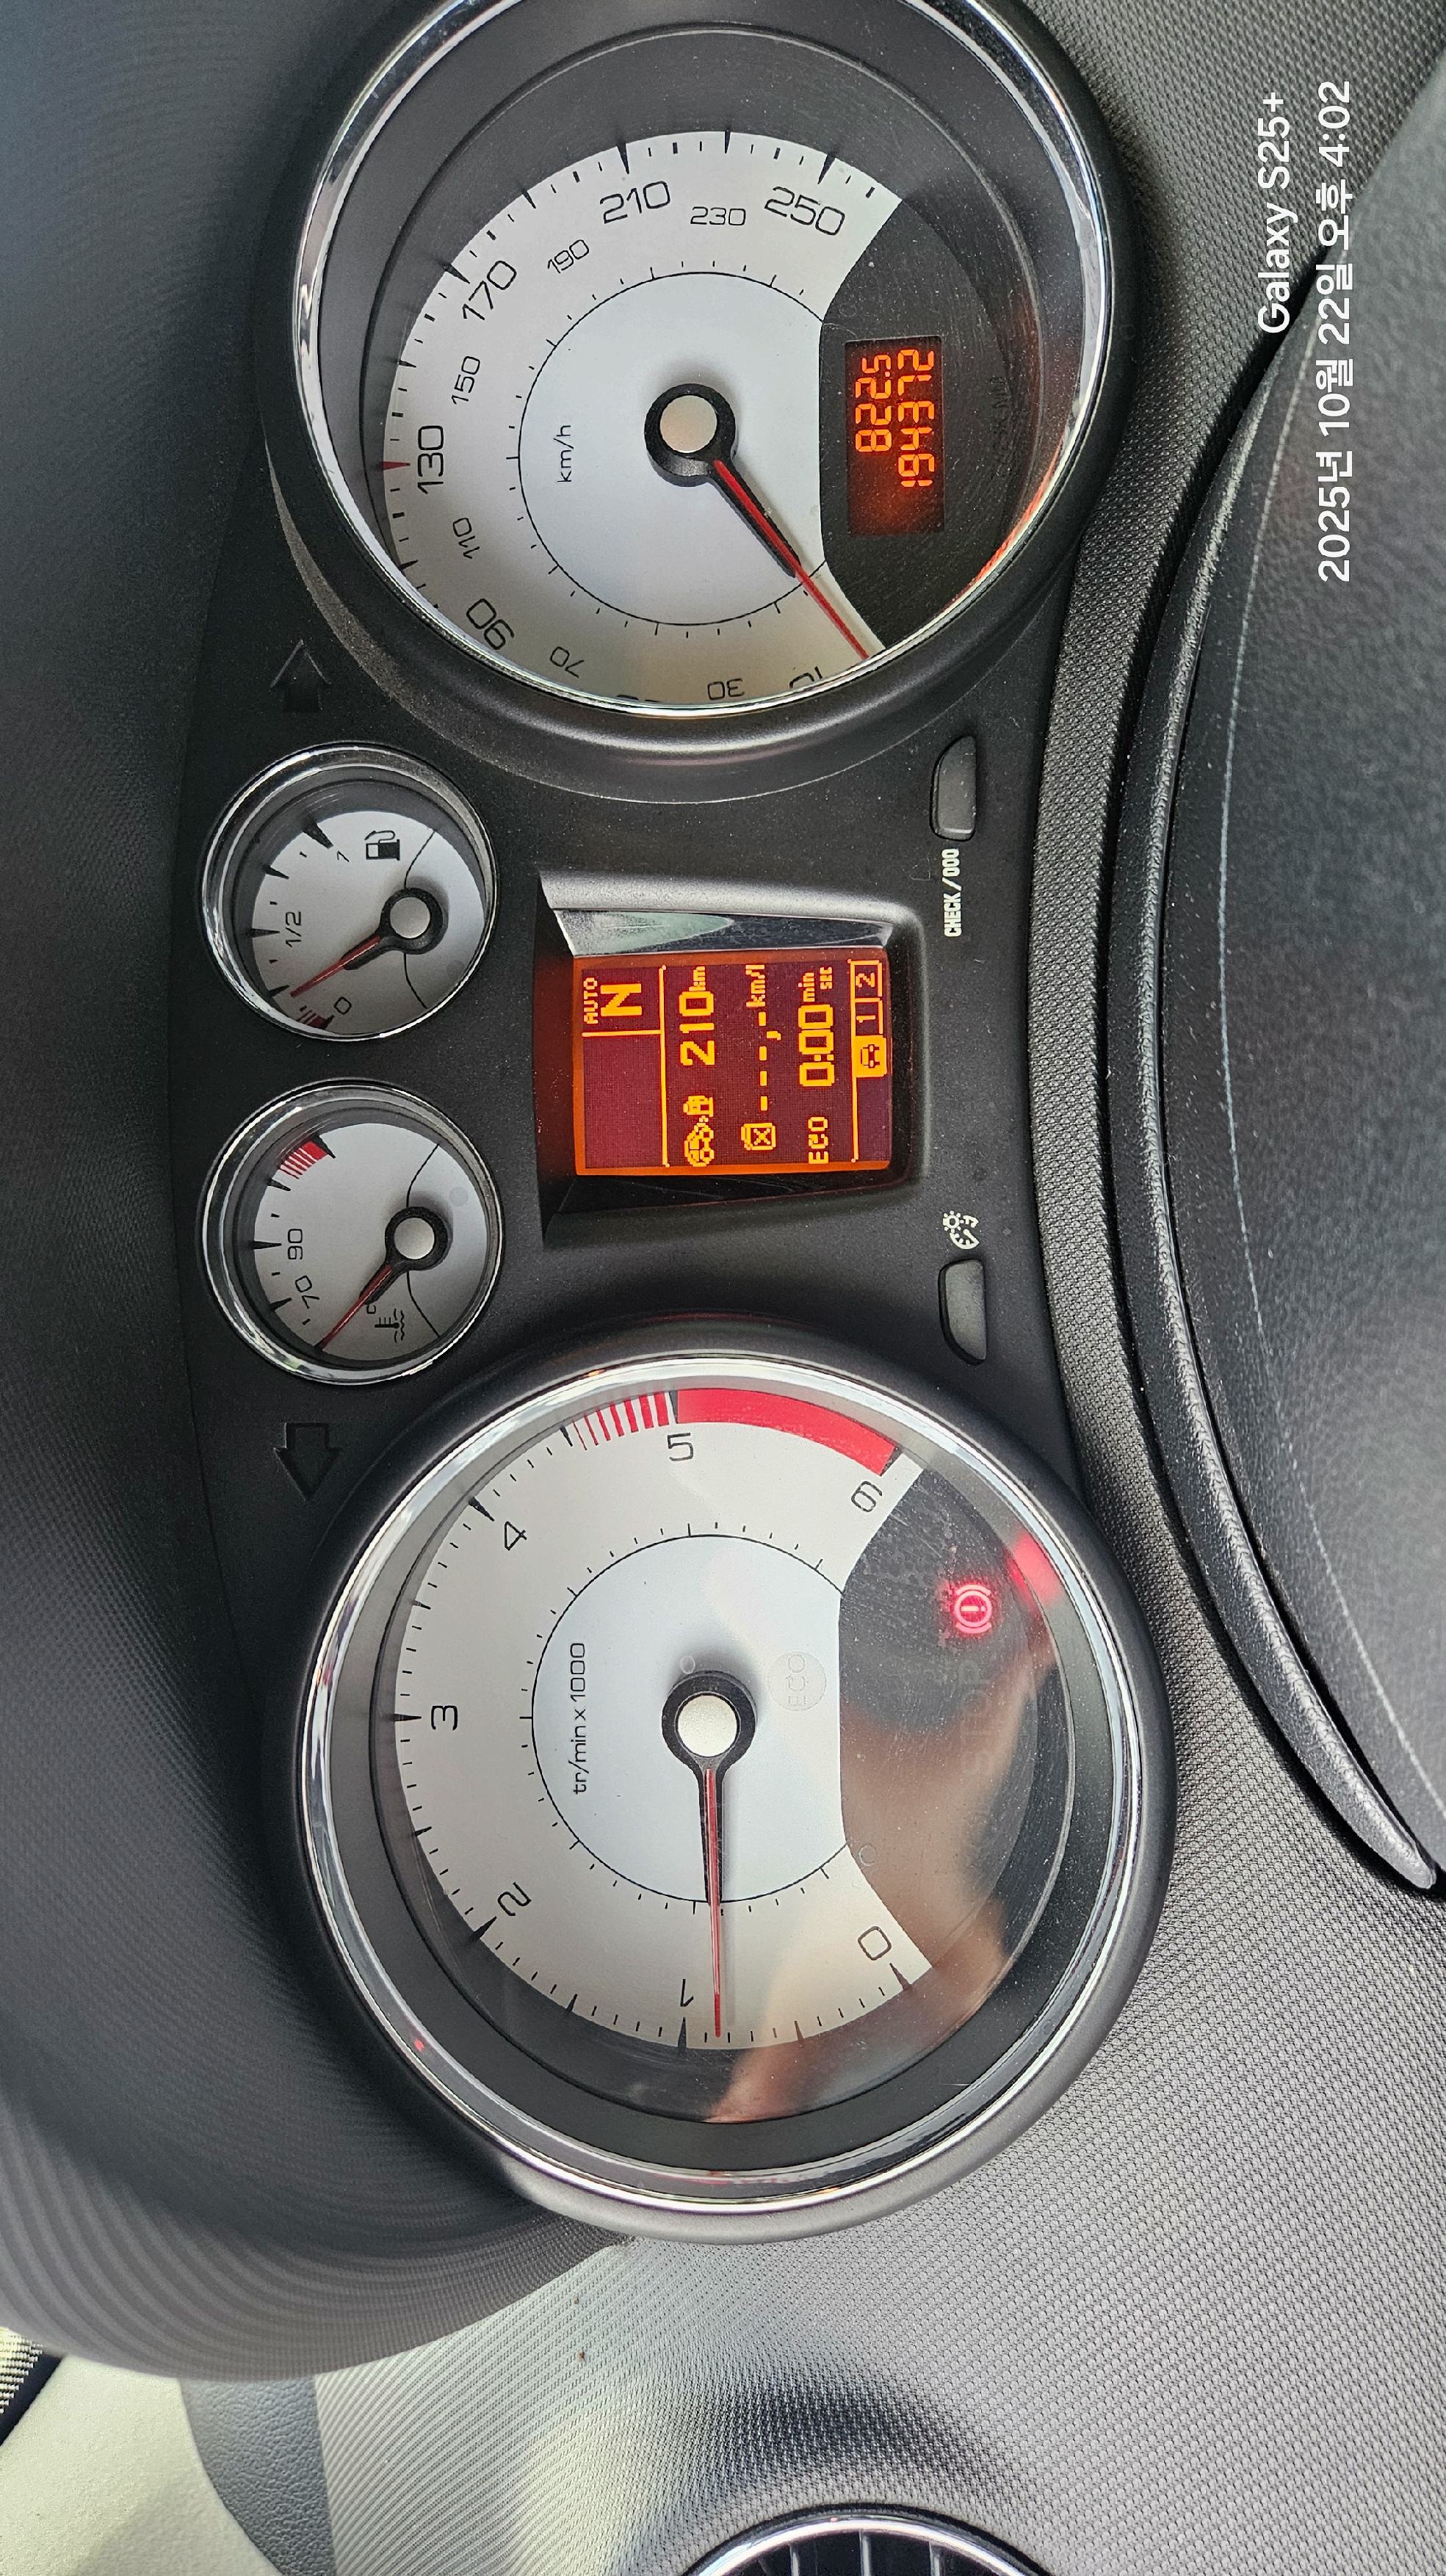 tr/min x 1000
0
1
2
3
4
5
6
ECO
70
90
°C
0
1/2
1
AUTO
N
210km
----,-km/l
ECO 0:00 min sec
1 2
CHECK/000
km/h
30
70
90
110
130
150
170
190
210
230
250
822.5
194372
Galaxy S25+
2025년 10월 22일 오후 4:02